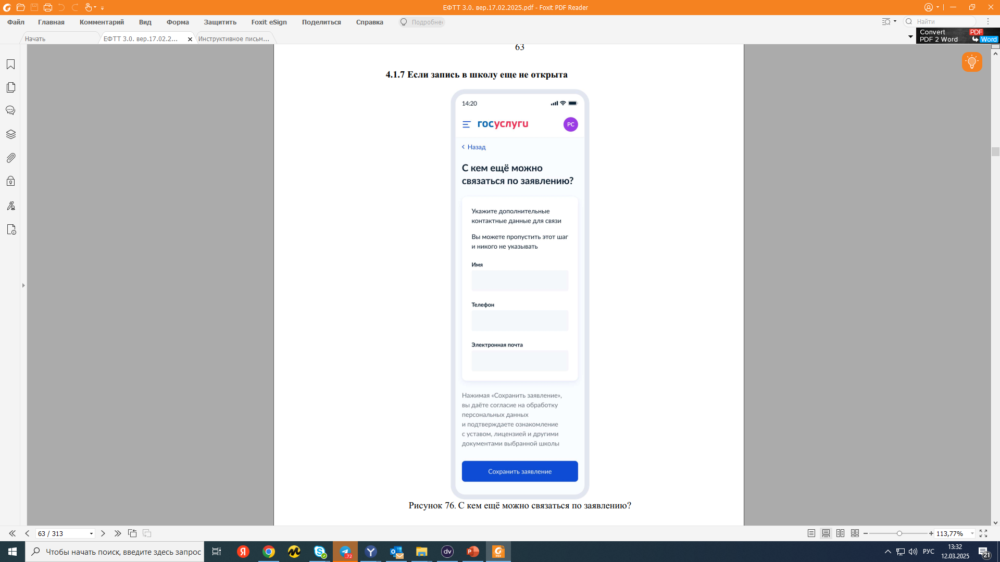 ЕФТТ 3.0. вер.17.02.2025.pdf - Foxit PDF Reader
Файл Главная Комментарий Вид Форма Защитить Foxit eSign Поделиться Справка Подробне Найти
Начать ЕФТТ 3.0. вер.17.02.2... Инструктивное письм...
Convert PDF
PDF 2 Word Word
63
4.1.7 Если запись в школу еще не открыта
14:20
госуслуги РС
Назад
С кем ещё можно
связаться по заявлению?
Укажите дополнительные
контактные данные для связи
Вы можете пропустить этот шаг
и никого не указывать
Имя
Телефон
Электронная почта
Нажимая «Сохранить заявление»,
вы даёте согласие на обработку
персональных данных
и подтверждаете ознакомление
с уставом, лицензией и другими
документами выбранной школы
Сохранить заявление
Рисунок 76. С кем ещё можно связаться по заявлению?
63 / 313 113,77%
Чтобы начать поиск, введите здесь запрос Я .72 dv РУС 13:32
12.03.2025 21